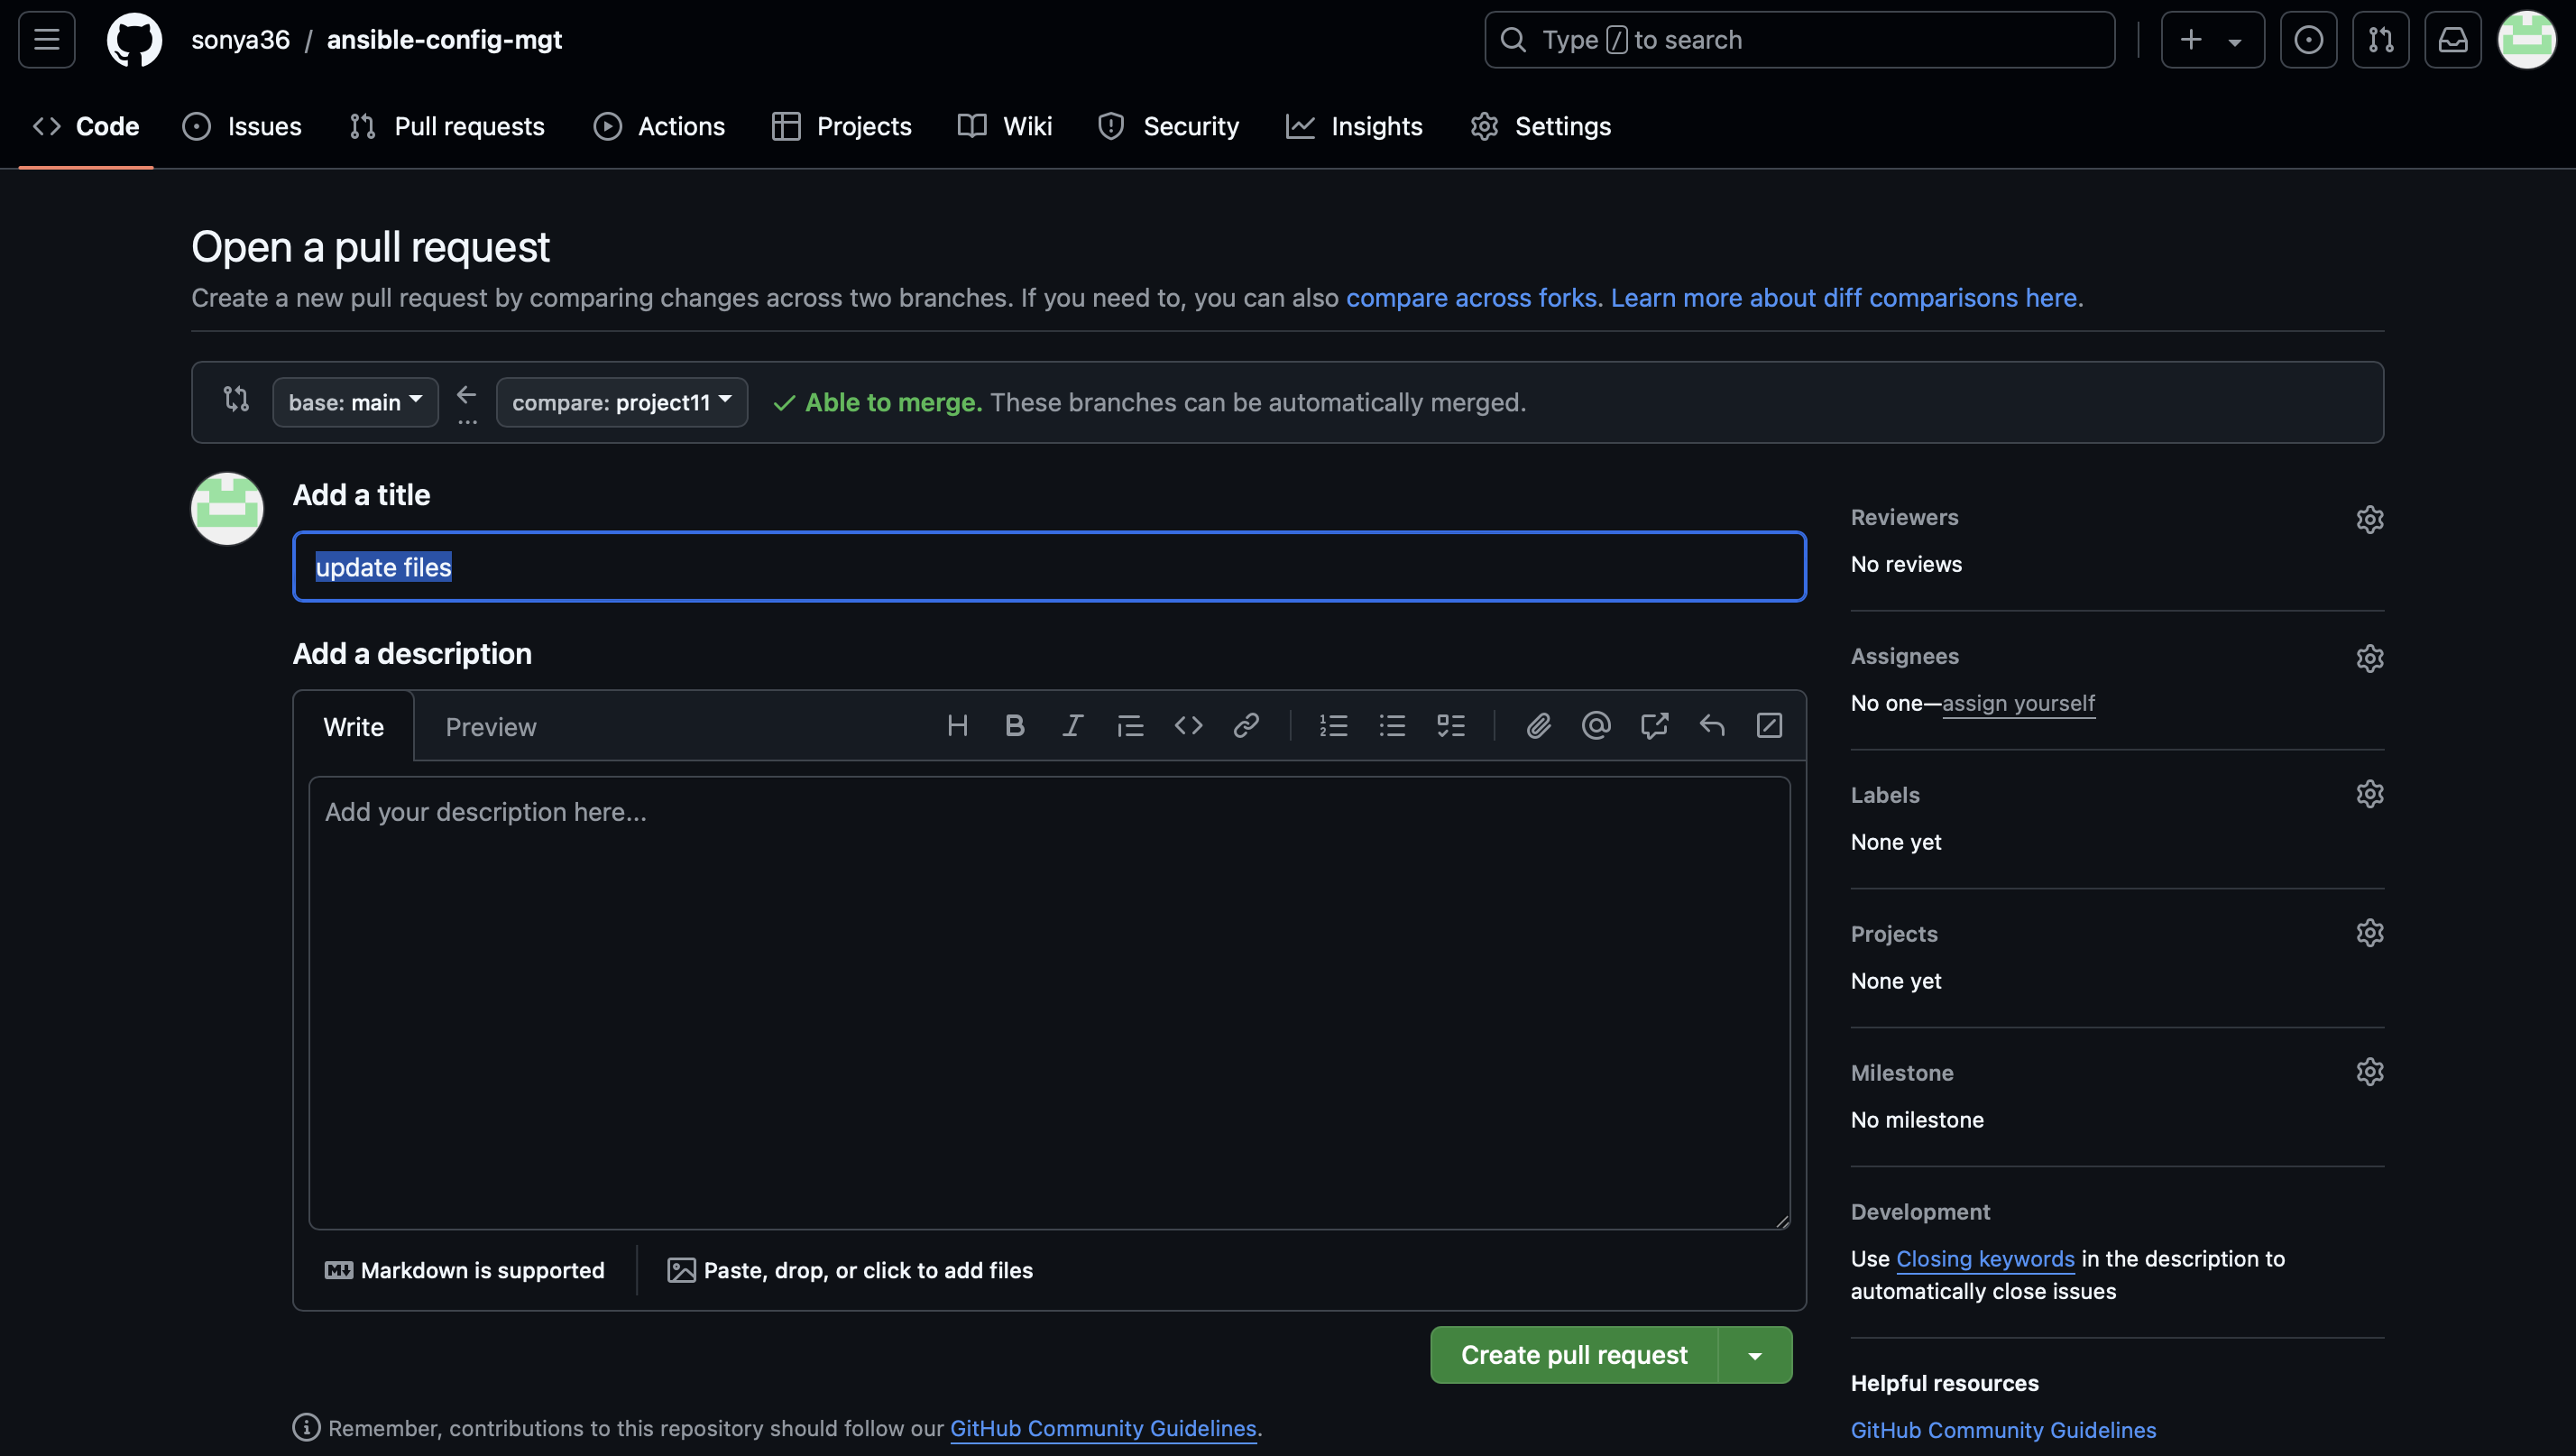 sonya36 / ansible-config-mgt
Type / to search
Code
Issues
Pull requests
Actions
Projects
Wiki
Security
Insights
Settings
Open a pull request
Create a new pull request by comparing changes across two branches. If you need to, you can also compare across forks. Learn more about diff comparisons here.
base: main
...
compare: project11
Able to merge. These branches can be automatically merged.
Add a title
update files
Add a description
Write
Preview
Add your description here...
Markdown is supported
Paste, drop, or click to add files
Create pull request
Remember, contributions to this repository should follow our GitHub Community Guidelines.
Reviewers
No reviews
Assignees
No one—assign yourself
Labels
None yet
Projects
None yet
Milestone
No milestone
Development
Use Closing keywords in the description to
automatically close issues
Helpful resources
GitHub Community Guidelines